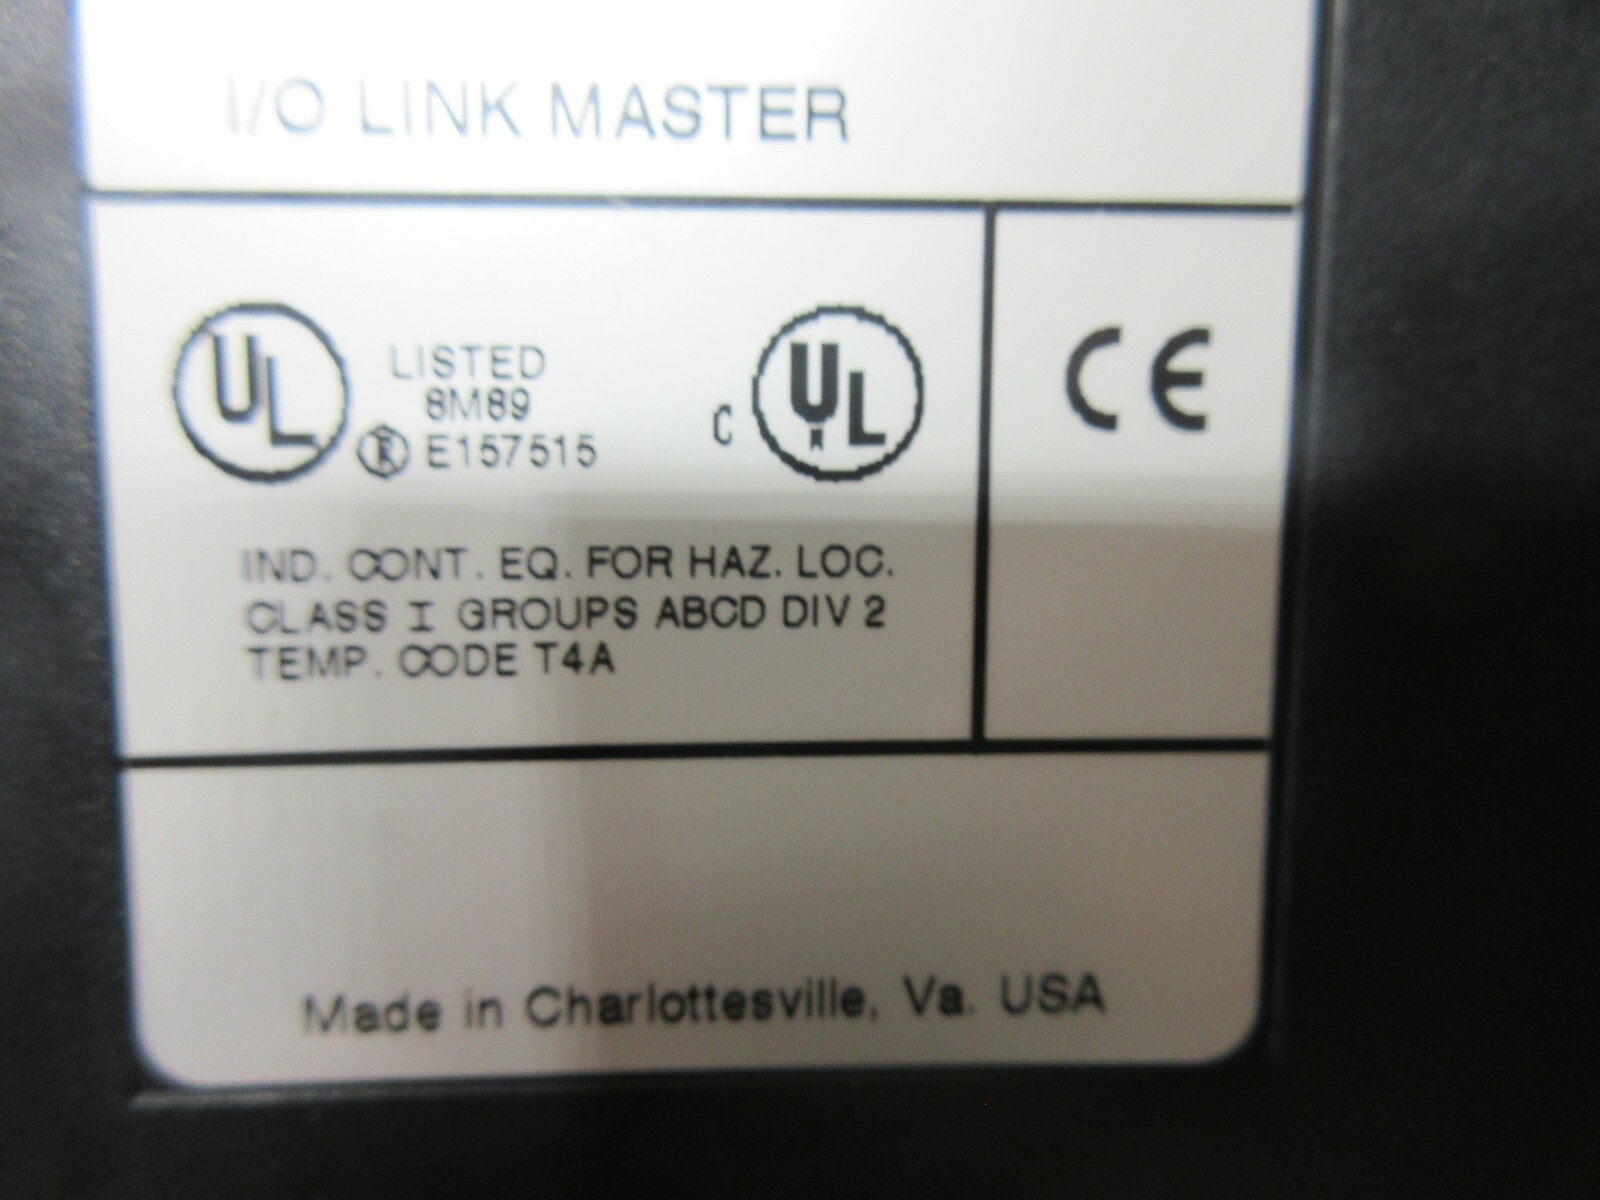 I/O LINK MASTER
UL
LISTED
8M89
® E157515
C UL
CE
IND. CONT. EQ. FOR HAZ. LOC.
CLASS I GROUPS ABCD DIV 2
TEMP. CODE T4A
Made in Charlottesville, Va. USA